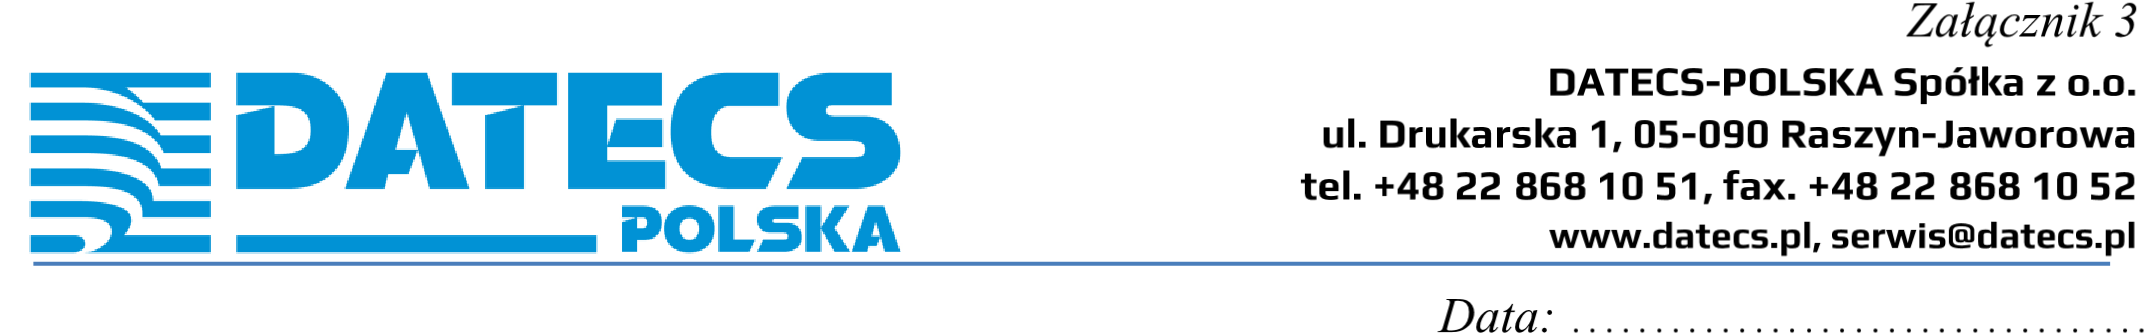 Załącznik 3
DATECS
POLSKA
DATECS-POLSKA Spółka z o.o.
ul. Drukarska 1, 05-090 Raszyn-Jaworowa
tel. +48 22 868 10 51, fax. +48 22 868 10 52
www.datecs.pl, serwis@datecs.pl
Data: ..................................